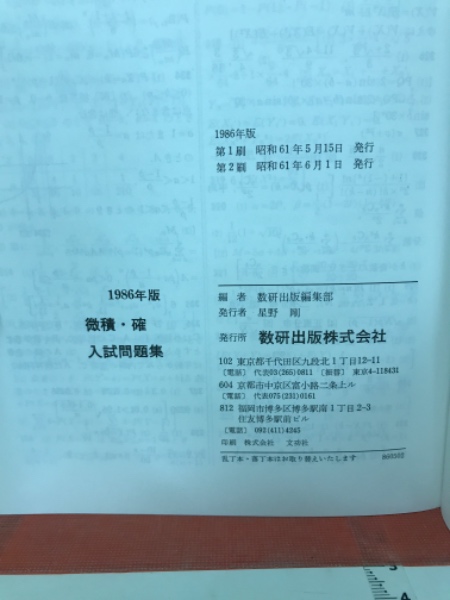 1986年版
第1刷 昭和61年5月15日 発行
第2刷 昭和61年6月1日 発行
1986年版
微積・確
入試問題集
編者 数研出版編集部
発行者 星野 剛
発行所 数研出版株式会社
102 東京都千代田区九段北1丁目12-11
〔電話〕 代表03(265)0811 〔振替〕 東京4-118431
604 京都市中京区富小路二条上ル
〔電話〕 代表075(231)0161
812 福岡市博多区博多駅南1丁目2-3
住友博多駅前ビル
〔電話〕 092(411)4245
印刷 株式会社
乱丁本・落丁本はお取り替えいたします
3
4